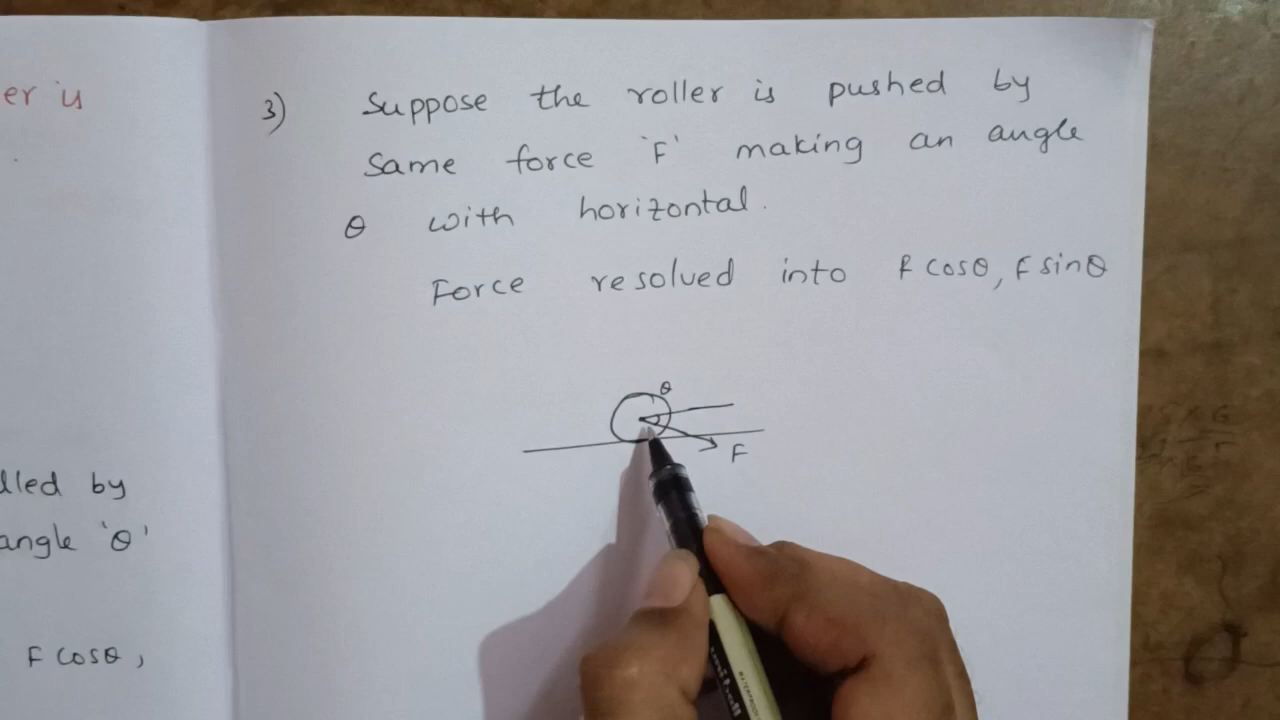 er is
3) Suppose the roller is pushed by
Same force 'F' making an angle
θ with horizontal.
Force resolved into F cosθ, F sinθ
θ
F
lled by
angle 'θ'
F cosθ,